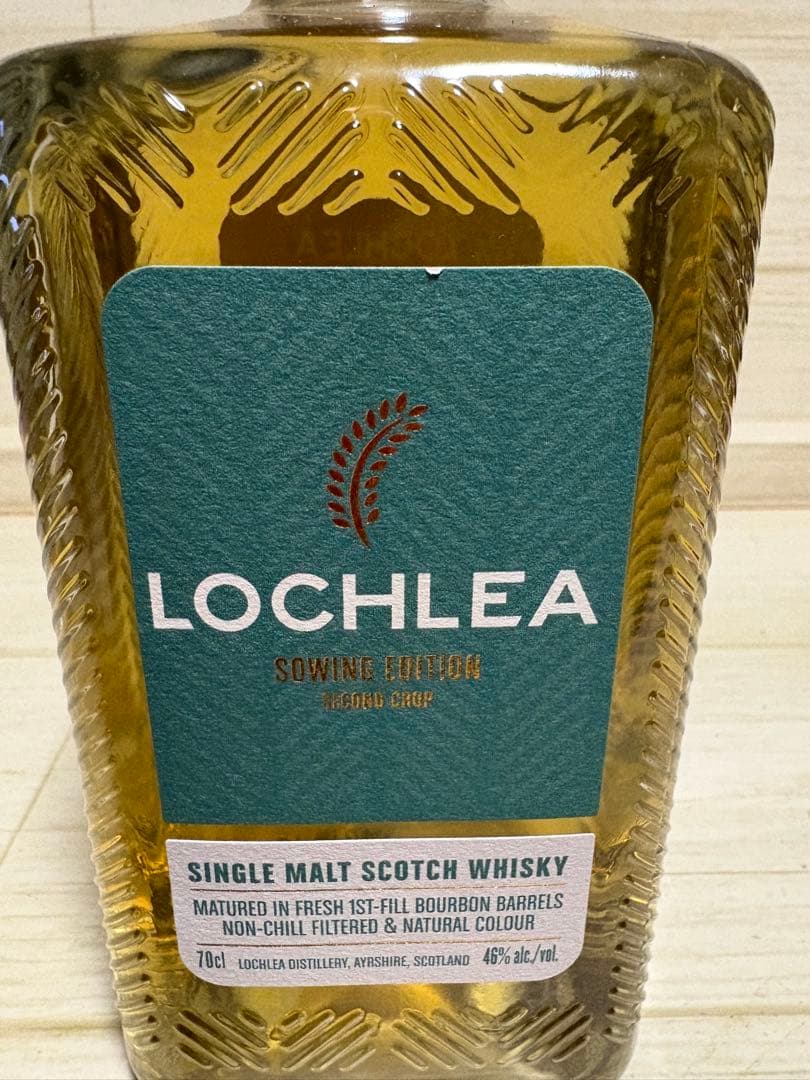 LOCHLEA
SOWING EDITION
SECOND CROP
SINGLE MALT SCOTCH WHISKY
MATURED IN FRESH 1ST-FILL BOURBON BARRELS
NON-CHILL FILTERED & NATURAL COLOUR
70cl LOCHLEA DISTILLERY, AYRSHIRE, SCOTLAND 46% alc./vol.